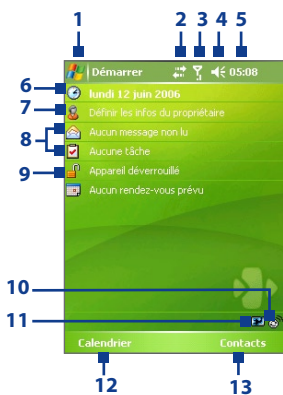 1 2 3 4 5
Démarrer 05:08
6 lundi 12 juin 2006
7 Définir les infos du propriétaire
8 Aucun message non lu
Aucune tâche
9 Appareil déverrouillé
Aucun rendez-vous prévu
10
11
Calendrier Contacts
12 13